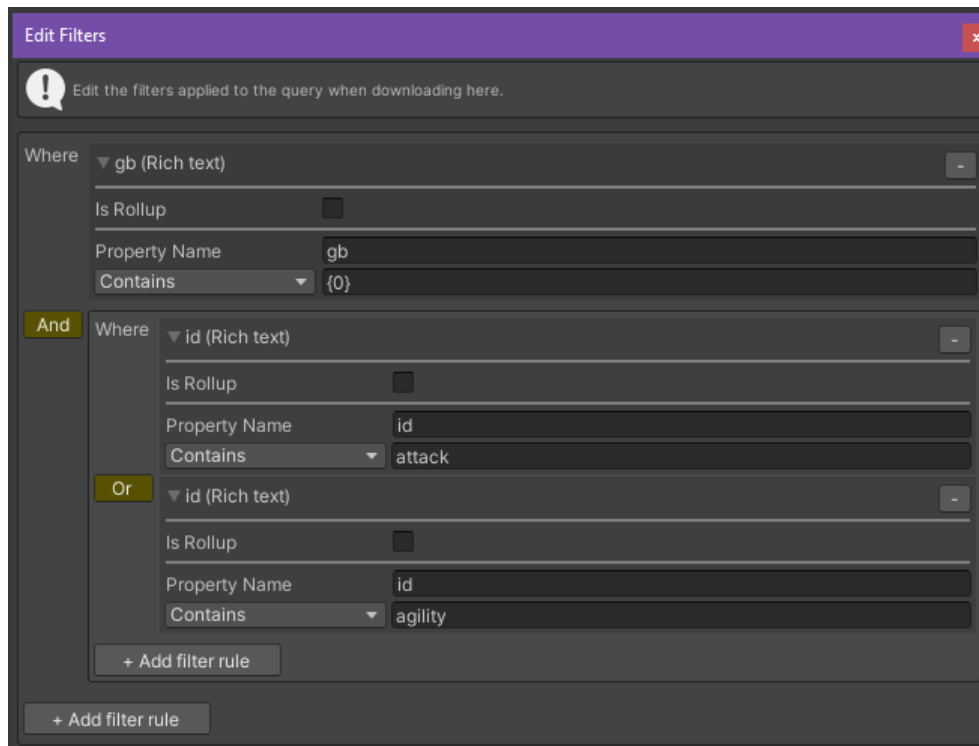 Edit Filters
x
Edit the filters applied to the query when downloading here.
Where
gb (Rich text)
-
Is Rollup
Property Name
gb
Contains
{0}
And
Where
id (Rich text)
-
Is Rollup
Property Name
id
Contains
attack
Or
id (Rich text)
-
Is Rollup
Property Name
id
Contains
agility
+ Add filter rule
+ Add filter rule